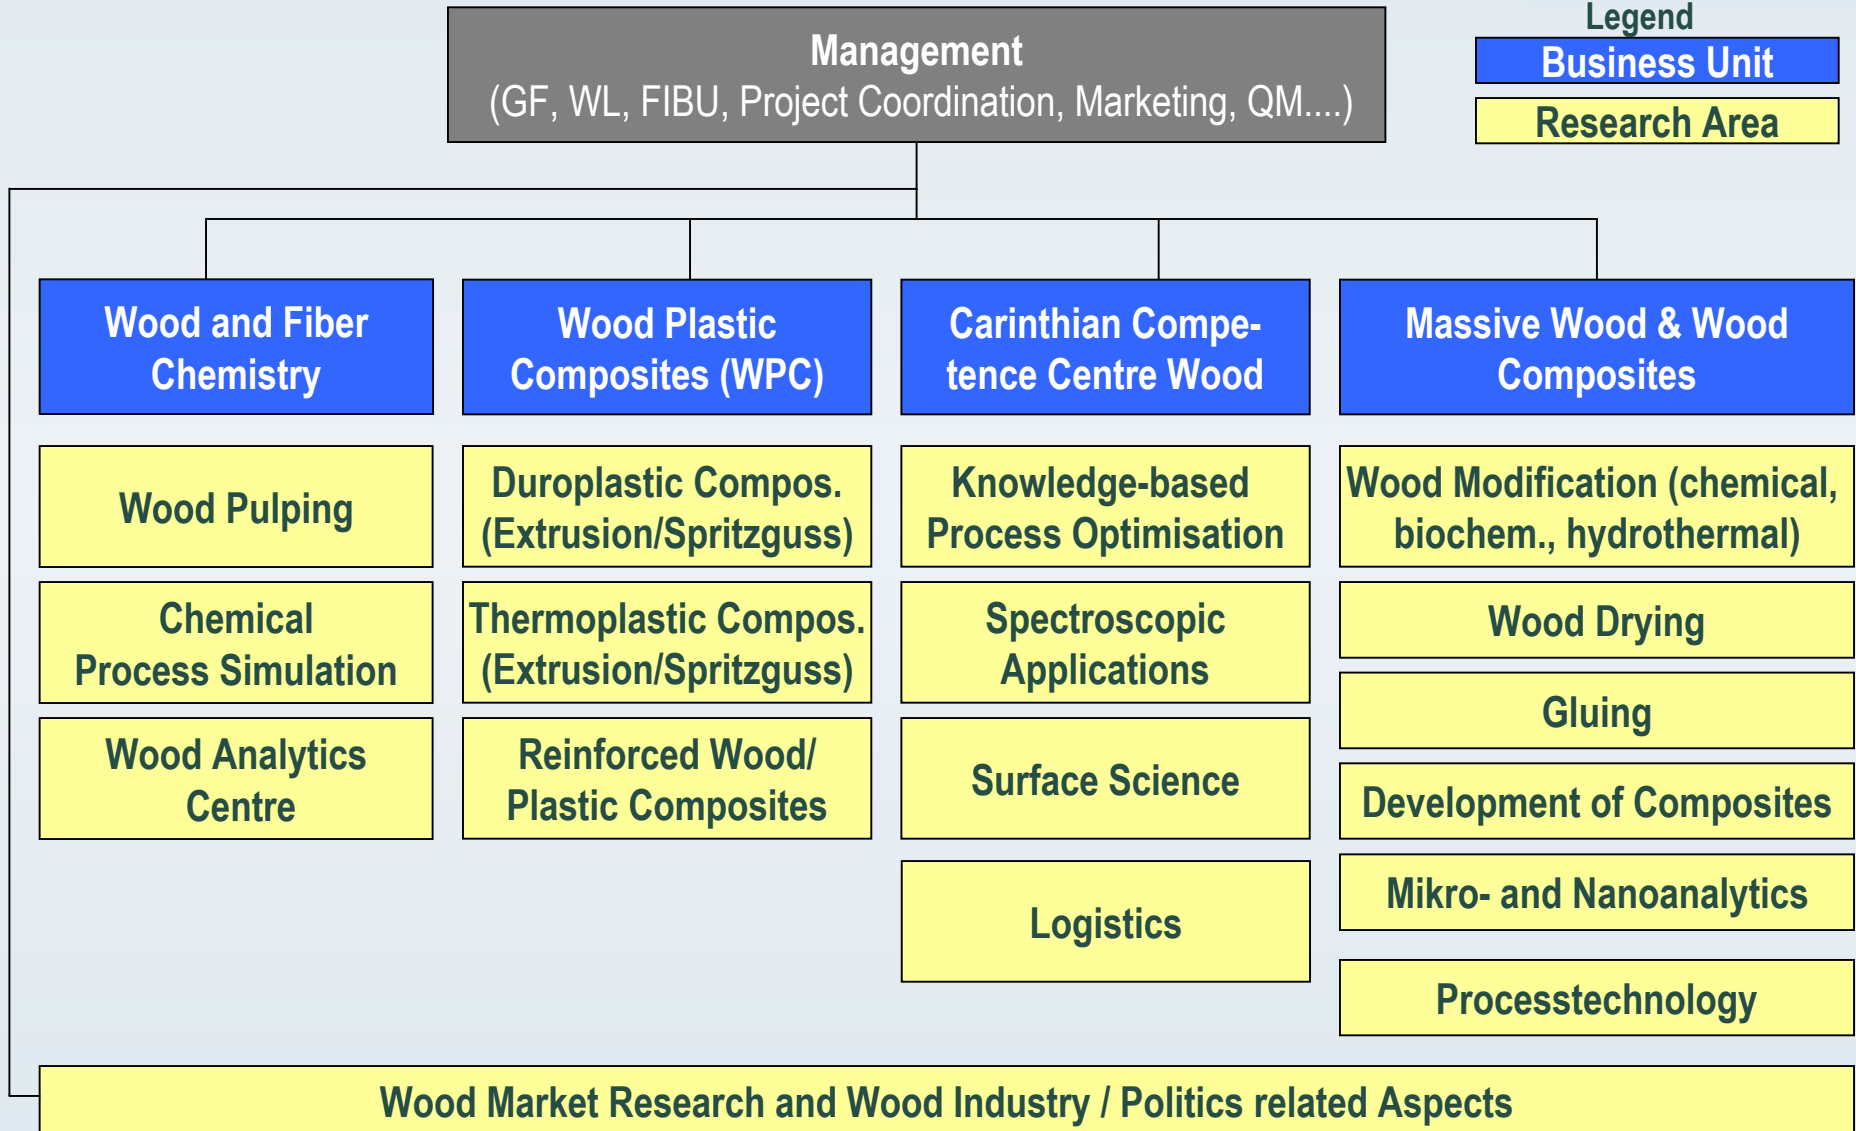 Management
(GF, WL, FIBU, Project Coordination, Marketing, QM....)
Legend
Business Unit
Research Area
Wood and Fiber
Chemistry
Wood Plastic
Composites (WPC)
Carinthian Compe-
tence Centre Wood
Massive Wood & Wood
Composites
Wood Pulping
Chemical
Process Simulation
Wood Analytics
Centre
Duroplastic Compos.
(Extrusion/Spritzguss)
Thermoplastic Compos.
(Extrusion/Spritzguss)
Reinforced Wood/
Plastic Composites
Knowledge-based
Process Optimisation
Spectroscopic
Applications
Surface Science
Logistics
Wood Modification (chemical,
biochem., hydrothermal)
Wood Drying
Gluing
Development of Composites
Mikro- and Nanoanalytics
Processtechnology
Wood Market Research and Wood Industry / Politics related Aspects